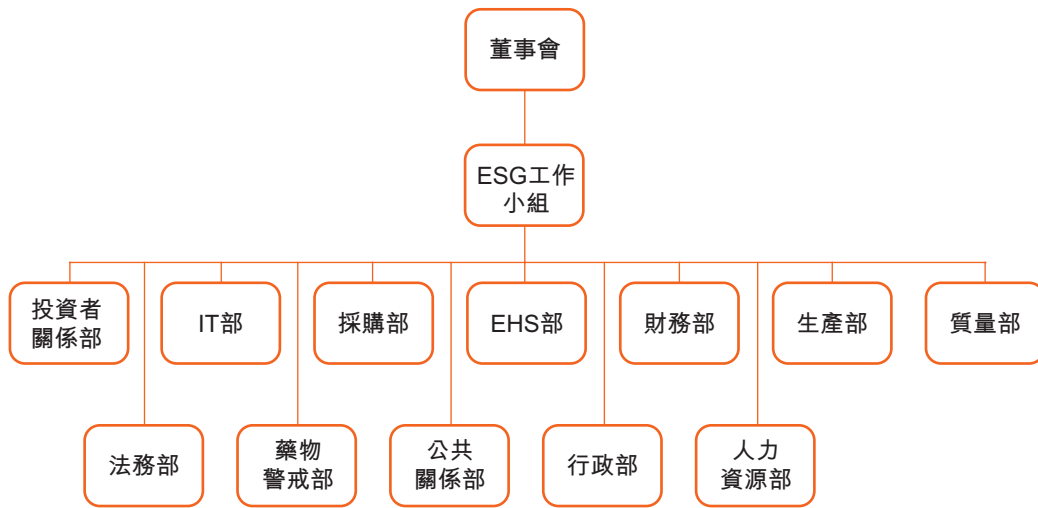 董事會
ESG工作
小組
投資者
關係部
IT部
採購部
EHS部
財務部
生產部
質量部
法務部
藥物
警戒部
公共
關係部
行政部
人力
資源部